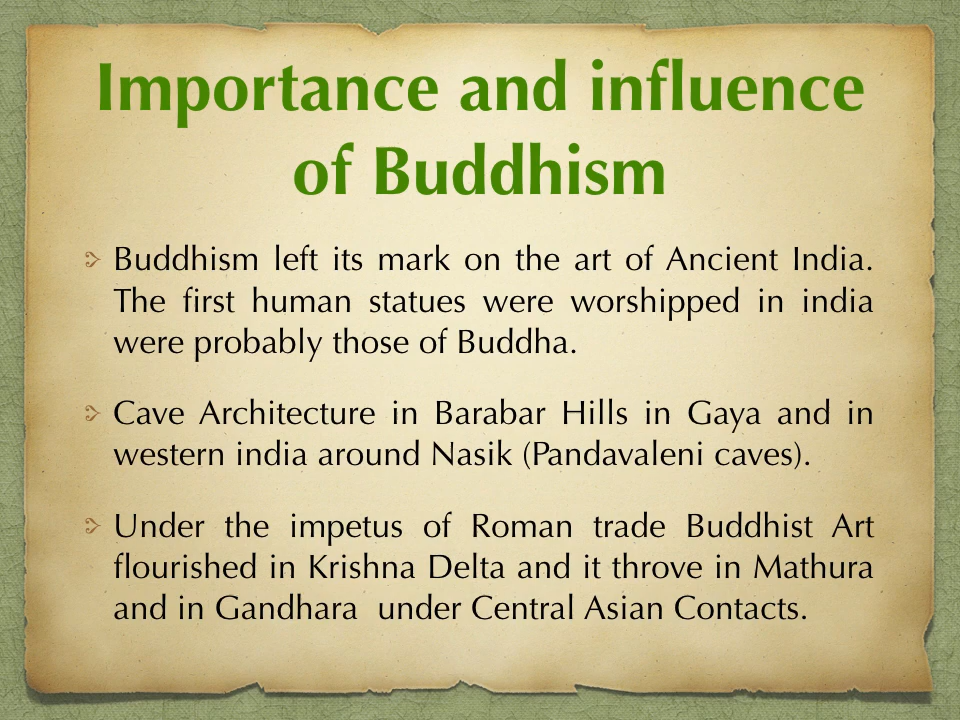 Importance and influence
of Buddhism
Buddhism left its mark on the art of Ancient India.
The first human statues were worshipped in india
were probably those of Buddha.
Cave Architecture in Barabar Hills in Gaya and in
western india around Nasik (Pandavaleni caves).
Under the impetus of Roman trade Buddhist Art
flourished in Krishna Delta and it throve in Mathura
and in Gandhara under Central Asian Contacts.